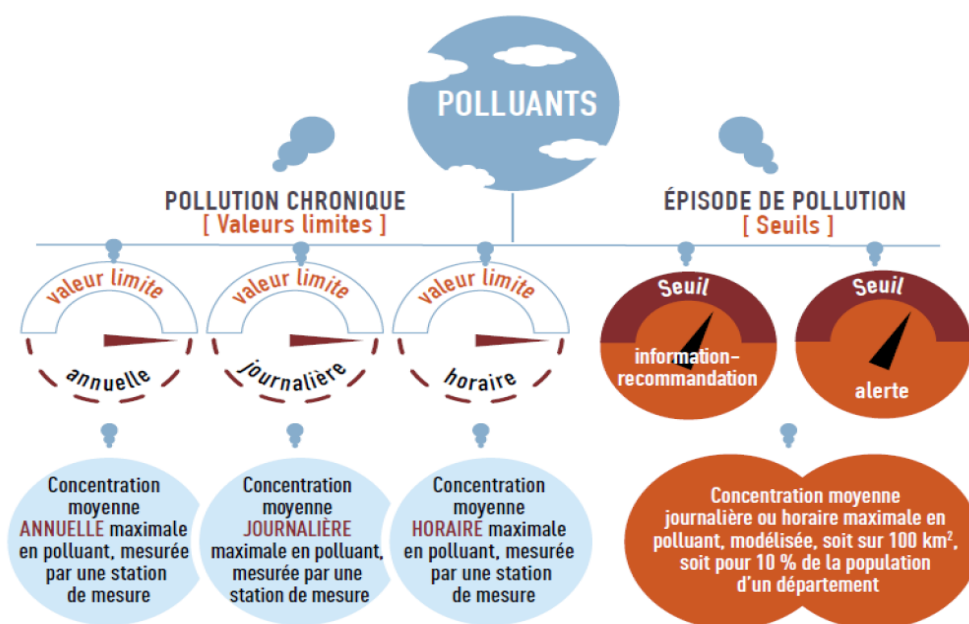 POLLUANTS
POLLUTION CHRONIQUE
[ Valeurs limites ]
valeur limite
annuelle
valeur limite
journalière
valeur limite
horaire
Concentration
moyenne
ANNUELLE maximale
en polluant, mesurée
par une station
de mesure
Concentration
moyenne
JOURNALIÈRE
maximale en polluant,
mesurée par une
station de mesure
Concentration
moyenne
HORAIRE maximale
en polluant, mesurée
par une station
de mesure
ÉPISODE DE POLLUTION
[ Seuils ]
Seuil
information-
recommandation
Seuil
alerte
Concentration moyenne
journalière ou horaire maximale en
polluant, modélisée, soit sur 100 km²,
soit pour 10 % de la population
d’un département